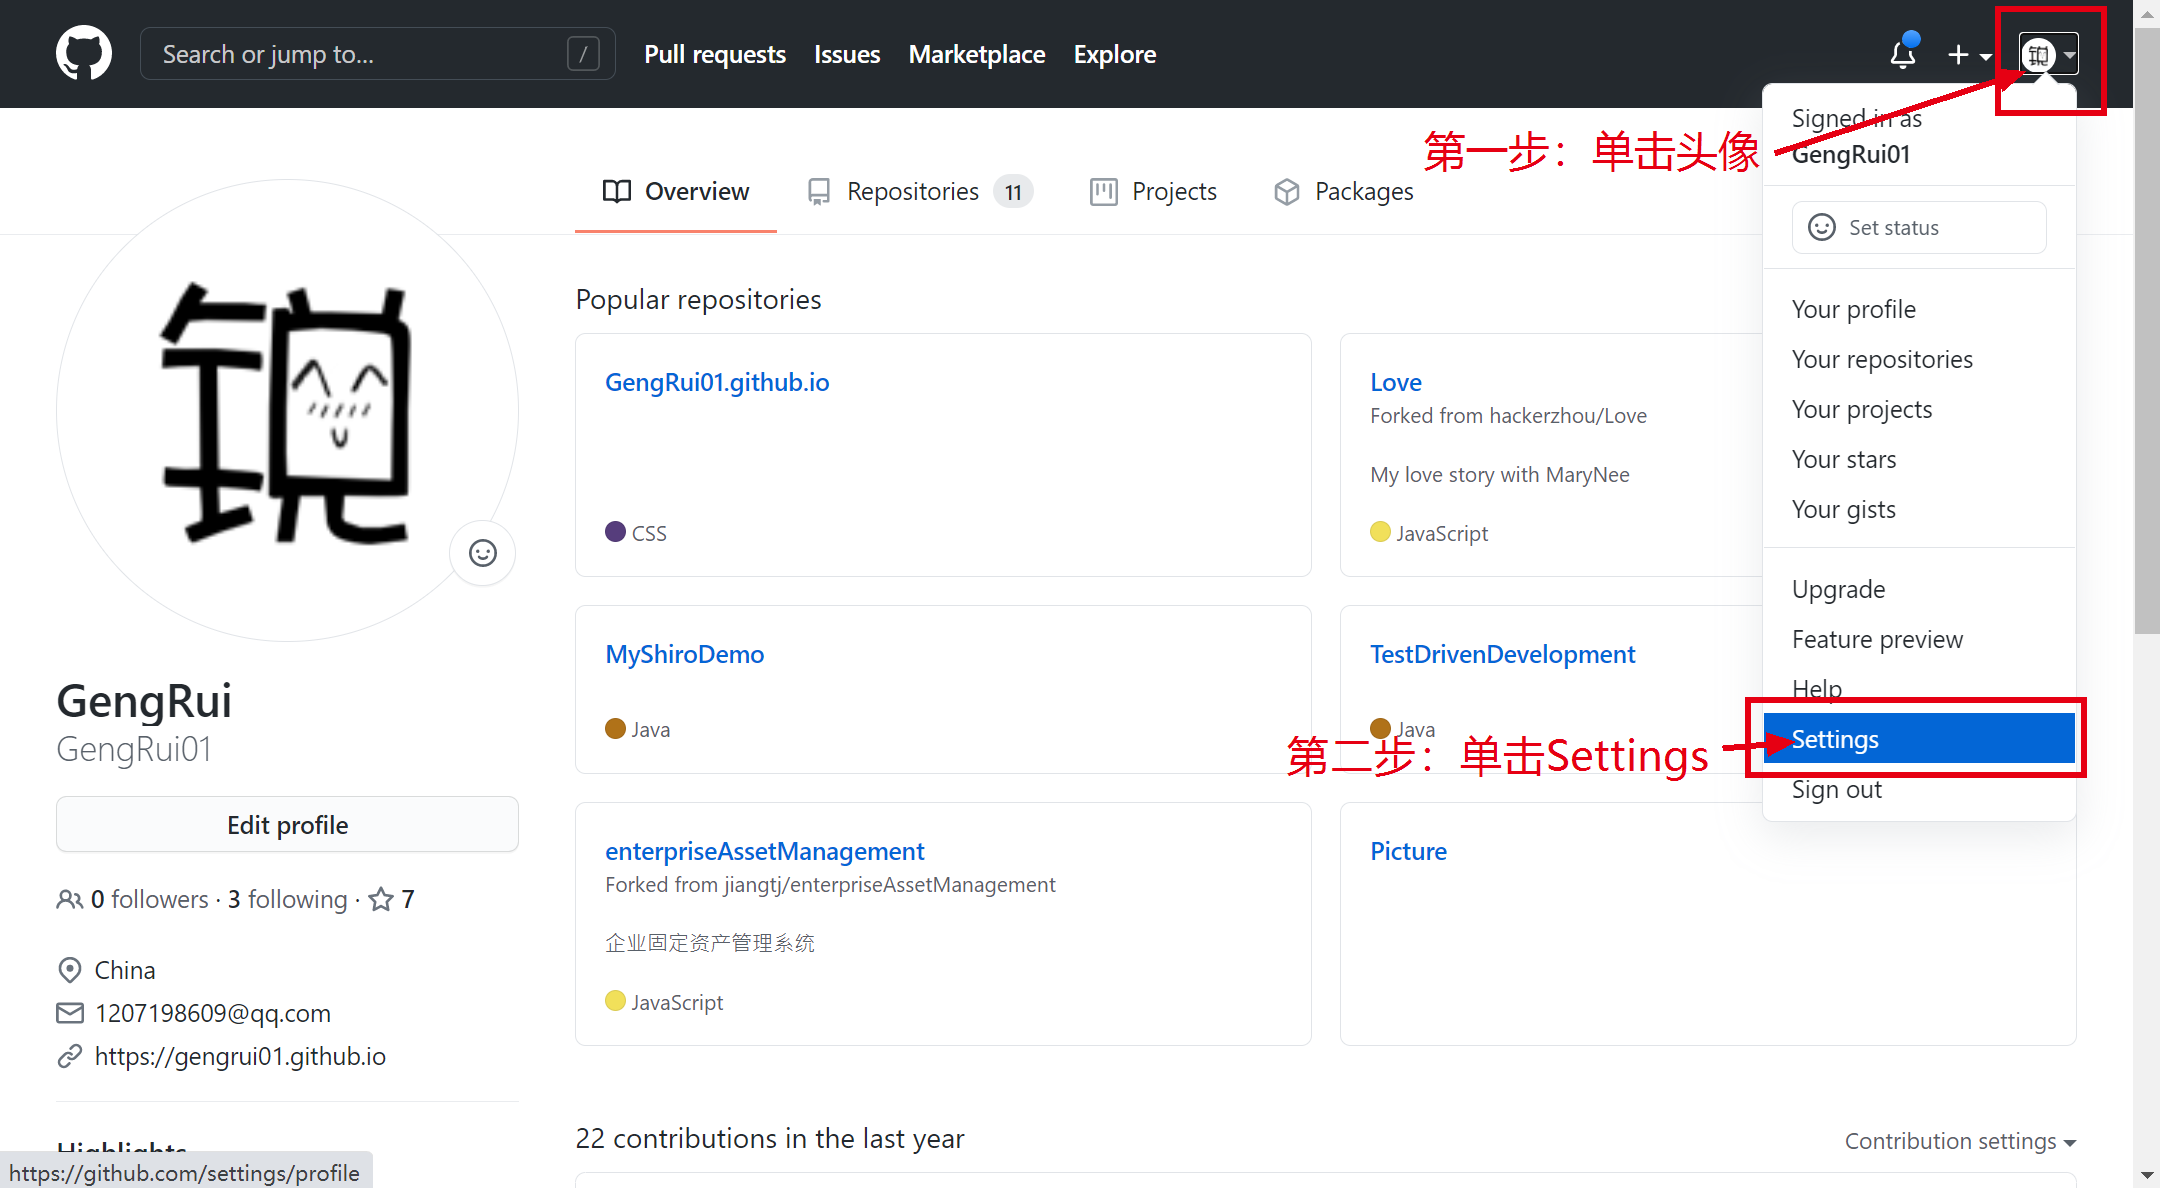 Search or jump to...
/
Pull requests
Issues
Marketplace
Explore
第一步：单击头像
Signed in as
GengRui01
Overview
Repositories 11
Projects
Packages
Set status
Your profile
Your repositories
Your projects
Your stars
Your gists
Upgrade
Feature preview
Help
Settings
Sign out
第二步：单击Settings
GengRui
GengRui01
Edit profile
0 followers · 3 following · 7
China
1207198609@qq.com
https://gengrui01.github.io
Highlights
Popular repositories
GengRui01.github.io
CSS
Love
Forked from hackerzhou/Love
My love story with MaryNee
JavaScript
MyShiroDemo
Java
TestDrivenDevelopment
Java
enterpriseAssetManagement
Forked from jiangtj/enterpriseAssetManagement
企业固定资产管理系统
JavaScript
Picture
22 contributions in the last year
Contribution settings
https://github.com/settings/profile